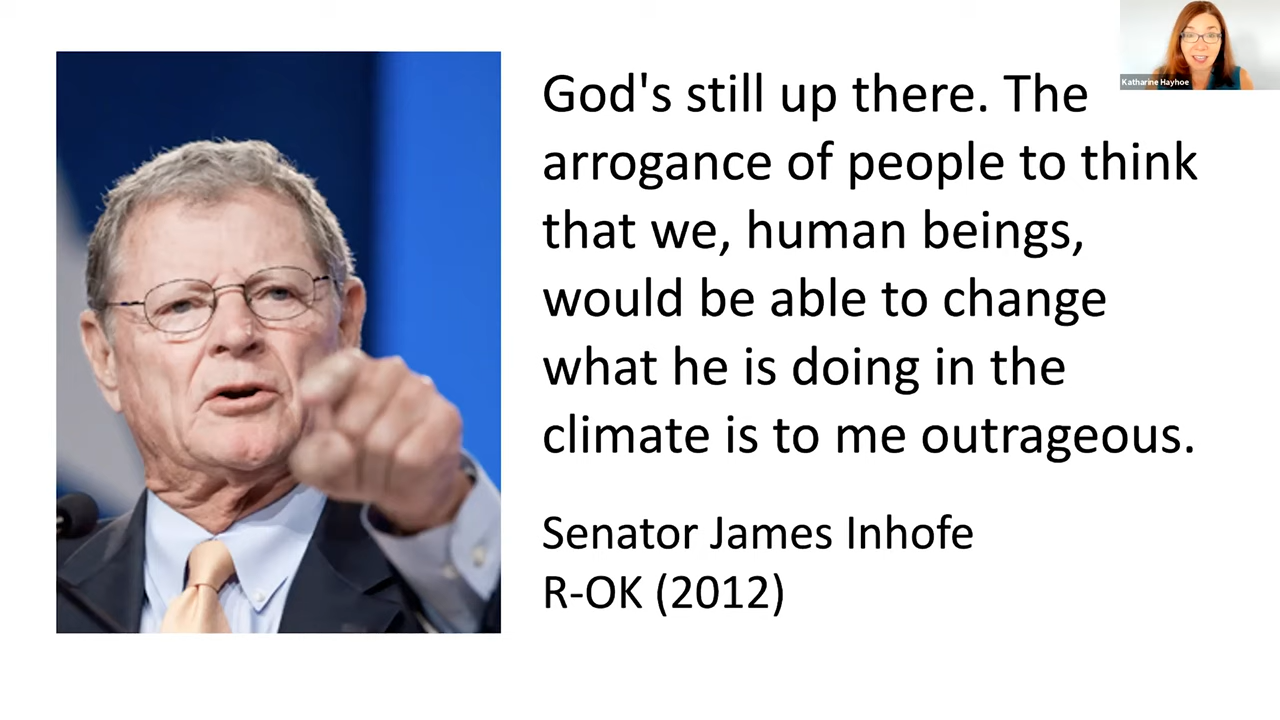 God's still up there. The
arrogance of people to think
that we, human beings,
would be able to change
what he is doing in the
climate is to me outrageous.
Senator James Inhofe
R-OK (2012)
Katharine Hayhoe